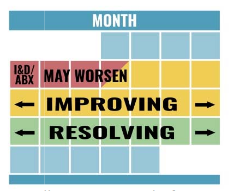 MONTH
I&D/ MAY WORSEN
ABX
← IMPROVING →
← RESOLVING →